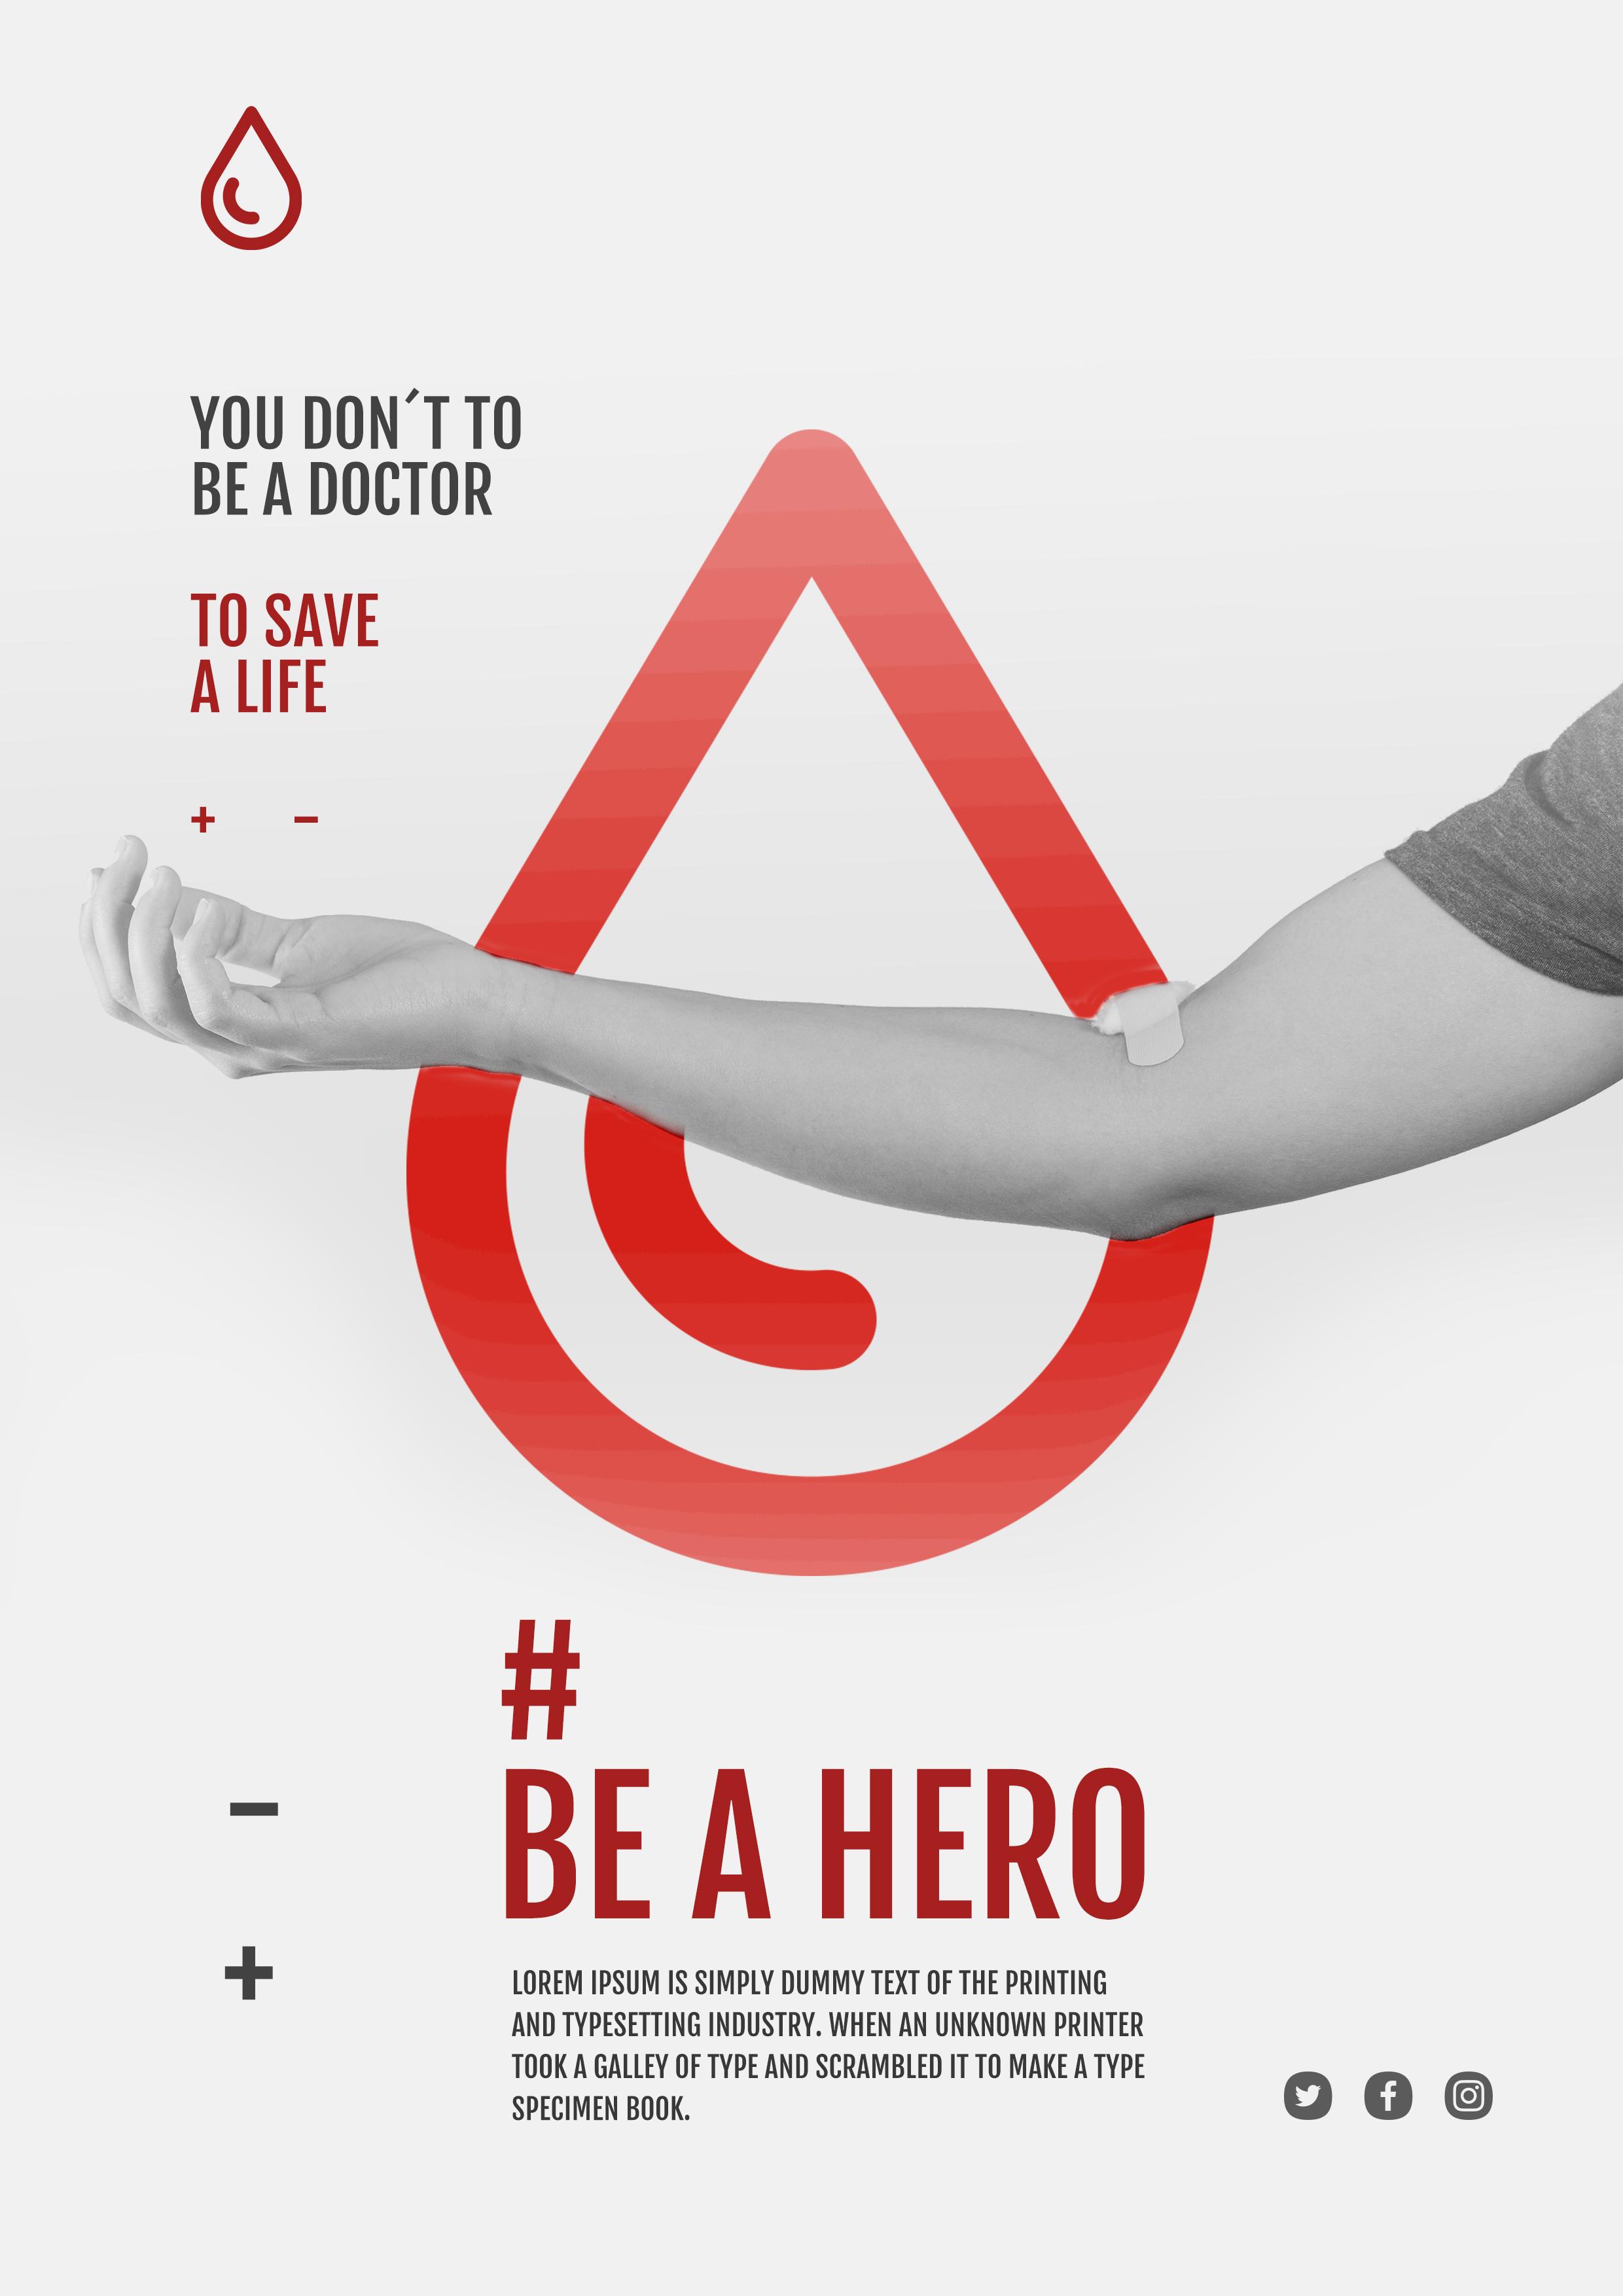 YOU DON´T TO
BE A DOCTOR
TO SAVE
A LIFE
+ −
#
BE A HERO
−
+
LOREM IPSUM IS SIMPLY DUMMY TEXT OF THE PRINTING
AND TYPESETTING INDUSTRY. WHEN AN UNKNOWN PRINTER
TOOK A GALLEY OF TYPE AND SCRAMBLED IT TO MAKE A TYPE
SPECIMEN BOOK.